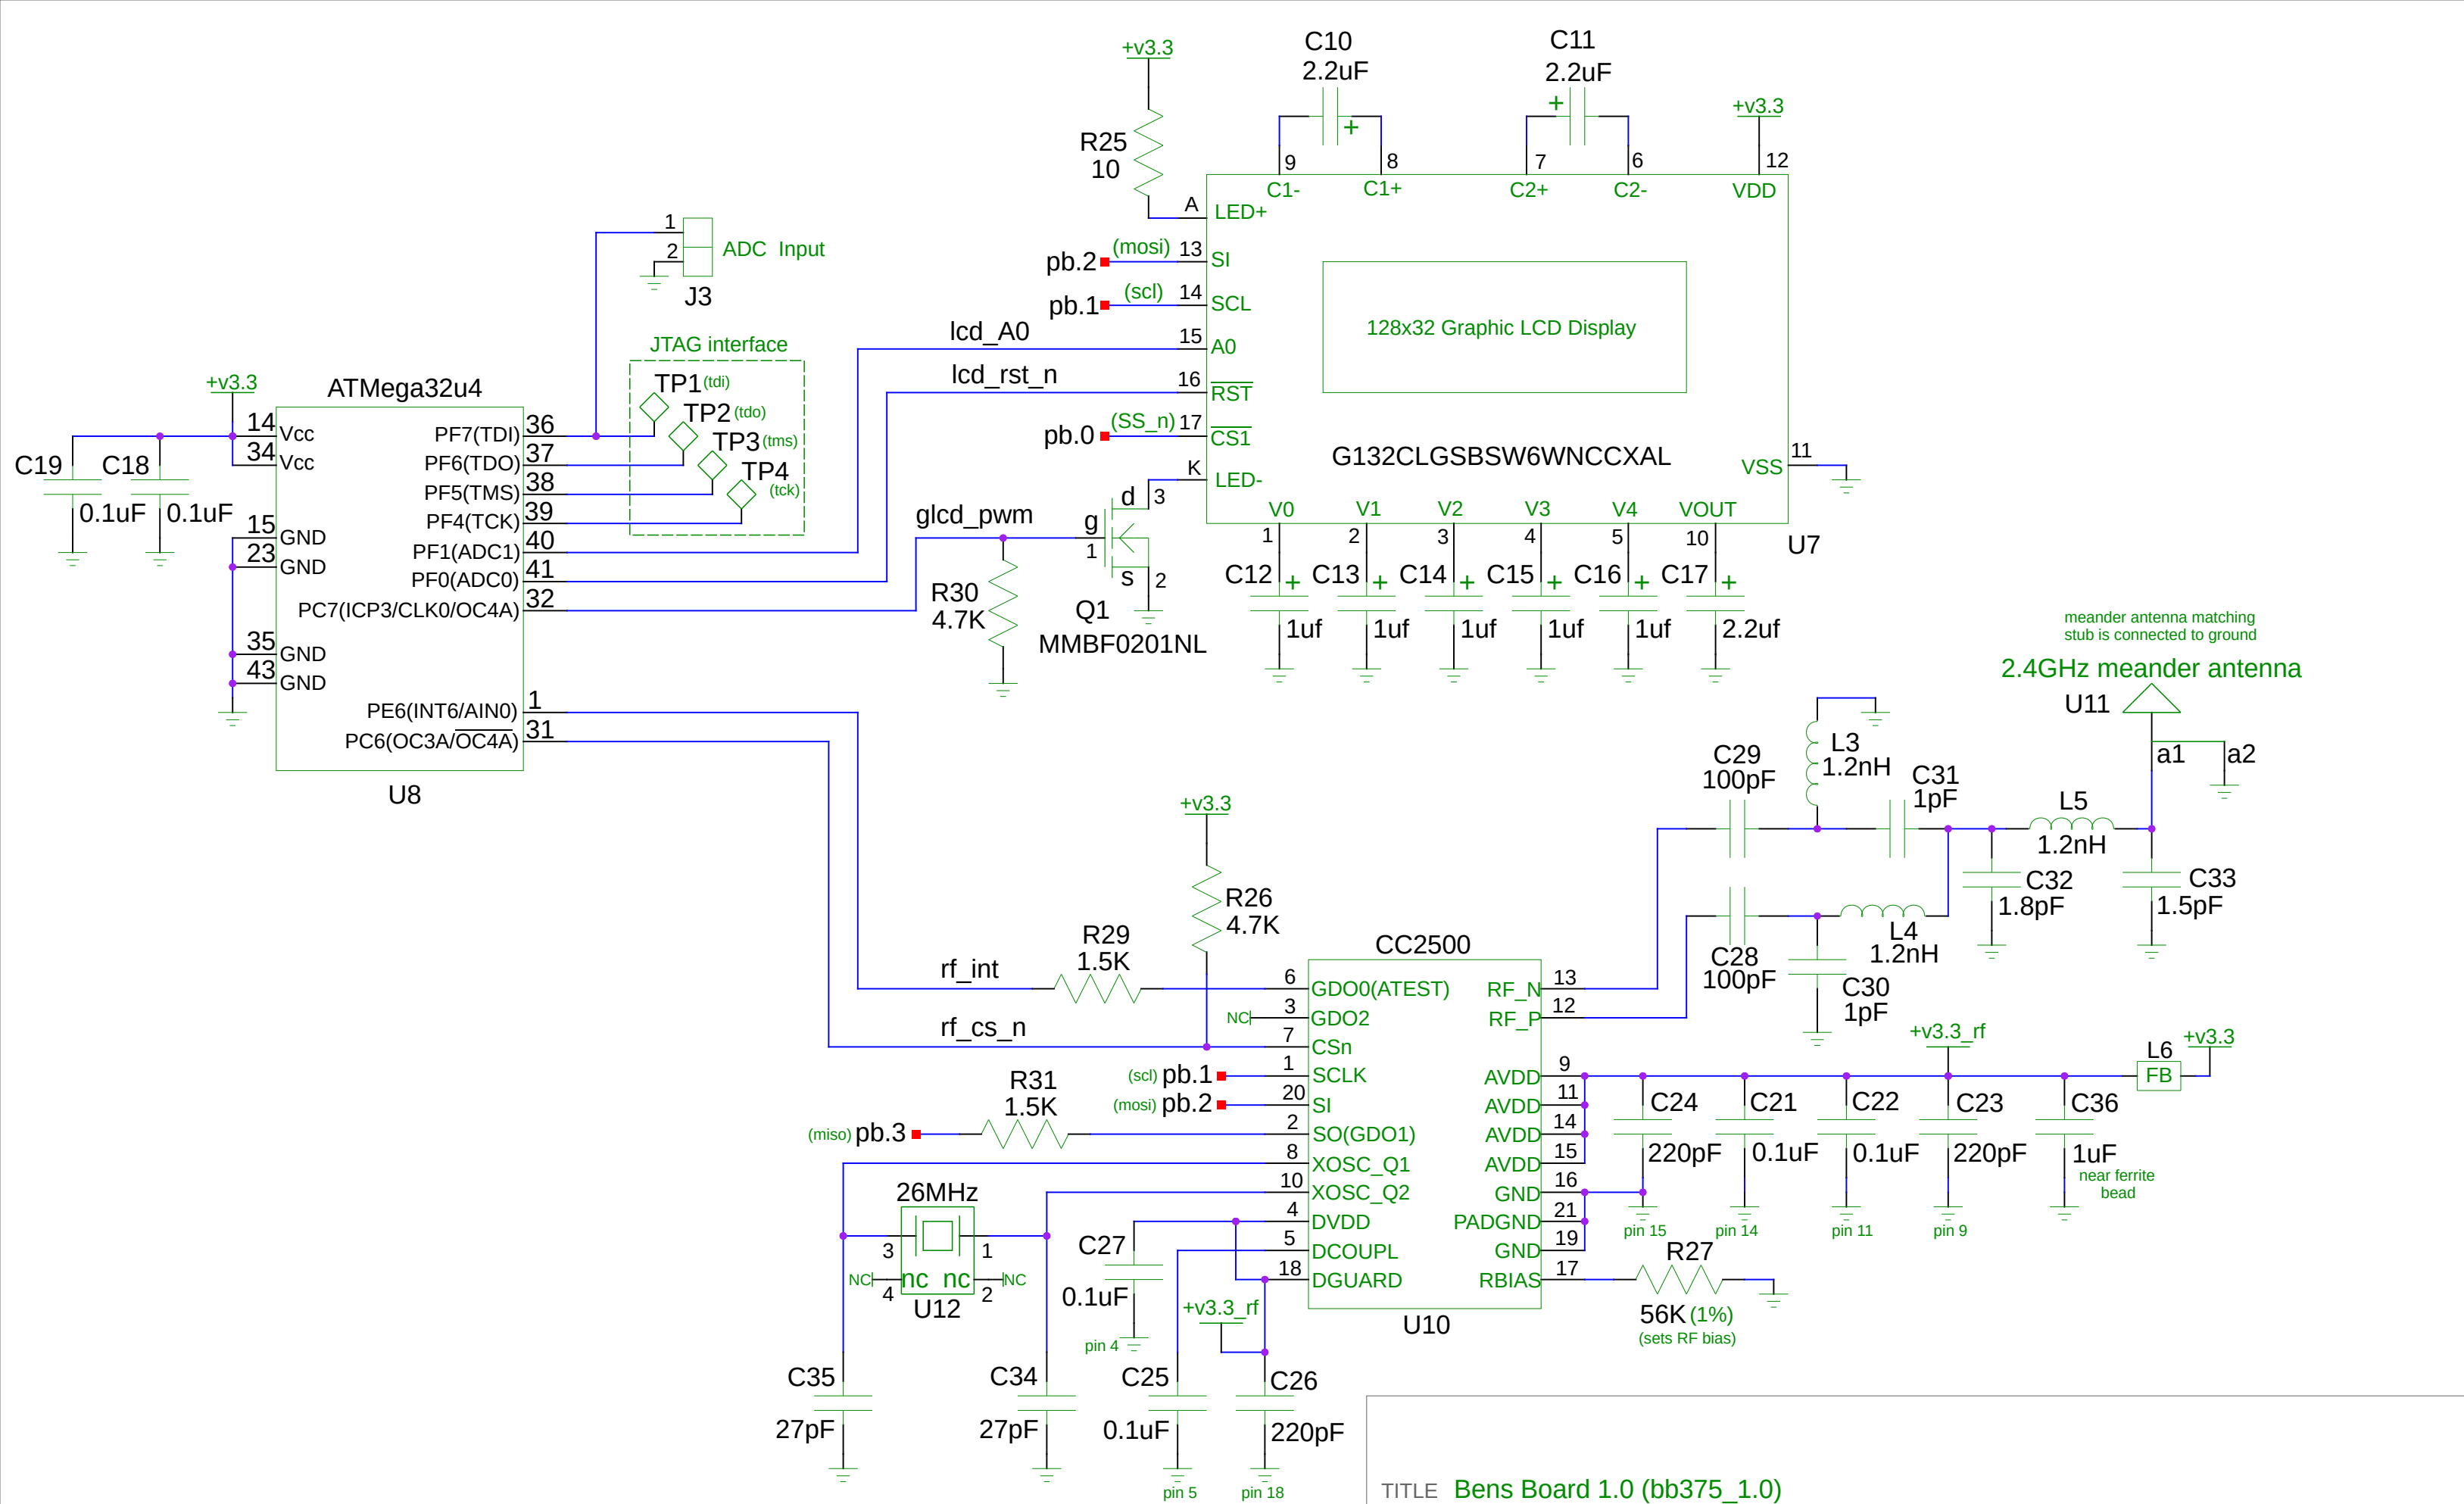 +v3.3
C10
2.2uF
C11
2.2uF
+v3.3
R25
10
+
+
9
8
7
6
12
C1-
C1+
C2+
C2-
VDD
A
LED+
(mosi)
13
pb.2
SI
(scl)
14
pb.1
SCL
lcd_A0
15
A0
128x32 Graphic LCD Display
lcd_rst_n
16
RST
(SS_n)
17
pb.0
CS1
G132CLGSBSW6WNCCXAL
11
VSS
K
LED-
V0
V1
V2
V3
V4
VOUT
1
2
3
4
5
10
U7
C12
+
C13
+
C14
+
C15
+
C16
+
C17
+
1uf
1uf
1uf
1uf
1uf
2.2uf
1
2
ADC  Input
J3
JTAG interface
TP1 (tdi)
TP2 (tdo)
TP3 (tms)
TP4
(tck)
+v3.3
ATMega32u4
14
Vcc
34
Vcc
C19
C18
0.1uF
0.1uF
15
GND
23
GND
35
GND
43
GND
PF7(TDI)
36
PF6(TDO)
37
PF5(TMS)
38
PF4(TCK)
39
PF1(ADC1)
40
PF0(ADC0)
41
PC7(ICP3/CLK0/OC4A)
32
PE6(INT6/AIN0)
1
PC6(OC3A/OC4A)
31
U8
glcd_pwm
g
1
d
3
s
2
R30
4.7K
Q1
MMBF0201NL
meander antenna matching
stub is connected to ground
2.4GHz meander antenna
U11
a1
a2
C29
100pF
L3
1.2nH
C31
1pF
L5
1.2nH
C32
1.8pF
C33
1.5pF
C28
100pF
L4
1.2nH
C30
1pF
+v3.3
R26
4.7K
R29
1.5K
rf_int
rf_cs_n
CC2500
6
GDO0(ATEST)
NC
3
GDO2
7
CSn
(scl) pb.1
1
SCLK
(mosi) pb.2
20
SI
R31
1.5K
(miso) pb.3
2
SO(GDO1)
8
XOSC_Q1
10
XOSC_Q2
4
DVDD
5
DCOUPL
18
DGUARD
RF_N
13
RF_P
12
AVDD
9
AVDD
11
AVDD
14
AVDD
15
GND
16
PADGND
21
GND
19
RBIAS
17
U10
+v3.3_rf
+v3.3
L6
FB
C24
220pF
C21
0.1uF
C22
0.1uF
C23
220pF
C36
1uF
near ferrite
bead
pin 15
pin 14
pin 11
pin 9
R27
56K (1%)
(sets RF bias)
26MHz
3
1
NC
nc
nc
NC
4
2
U12
C27
0.1uF
pin 4
+v3.3_rf
C35
27pF
C34
27pF
C25
0.1uF
pin 5
C26
220pF
pin 18
TITLE
Bens Board 1.0 (bb375_1.0)